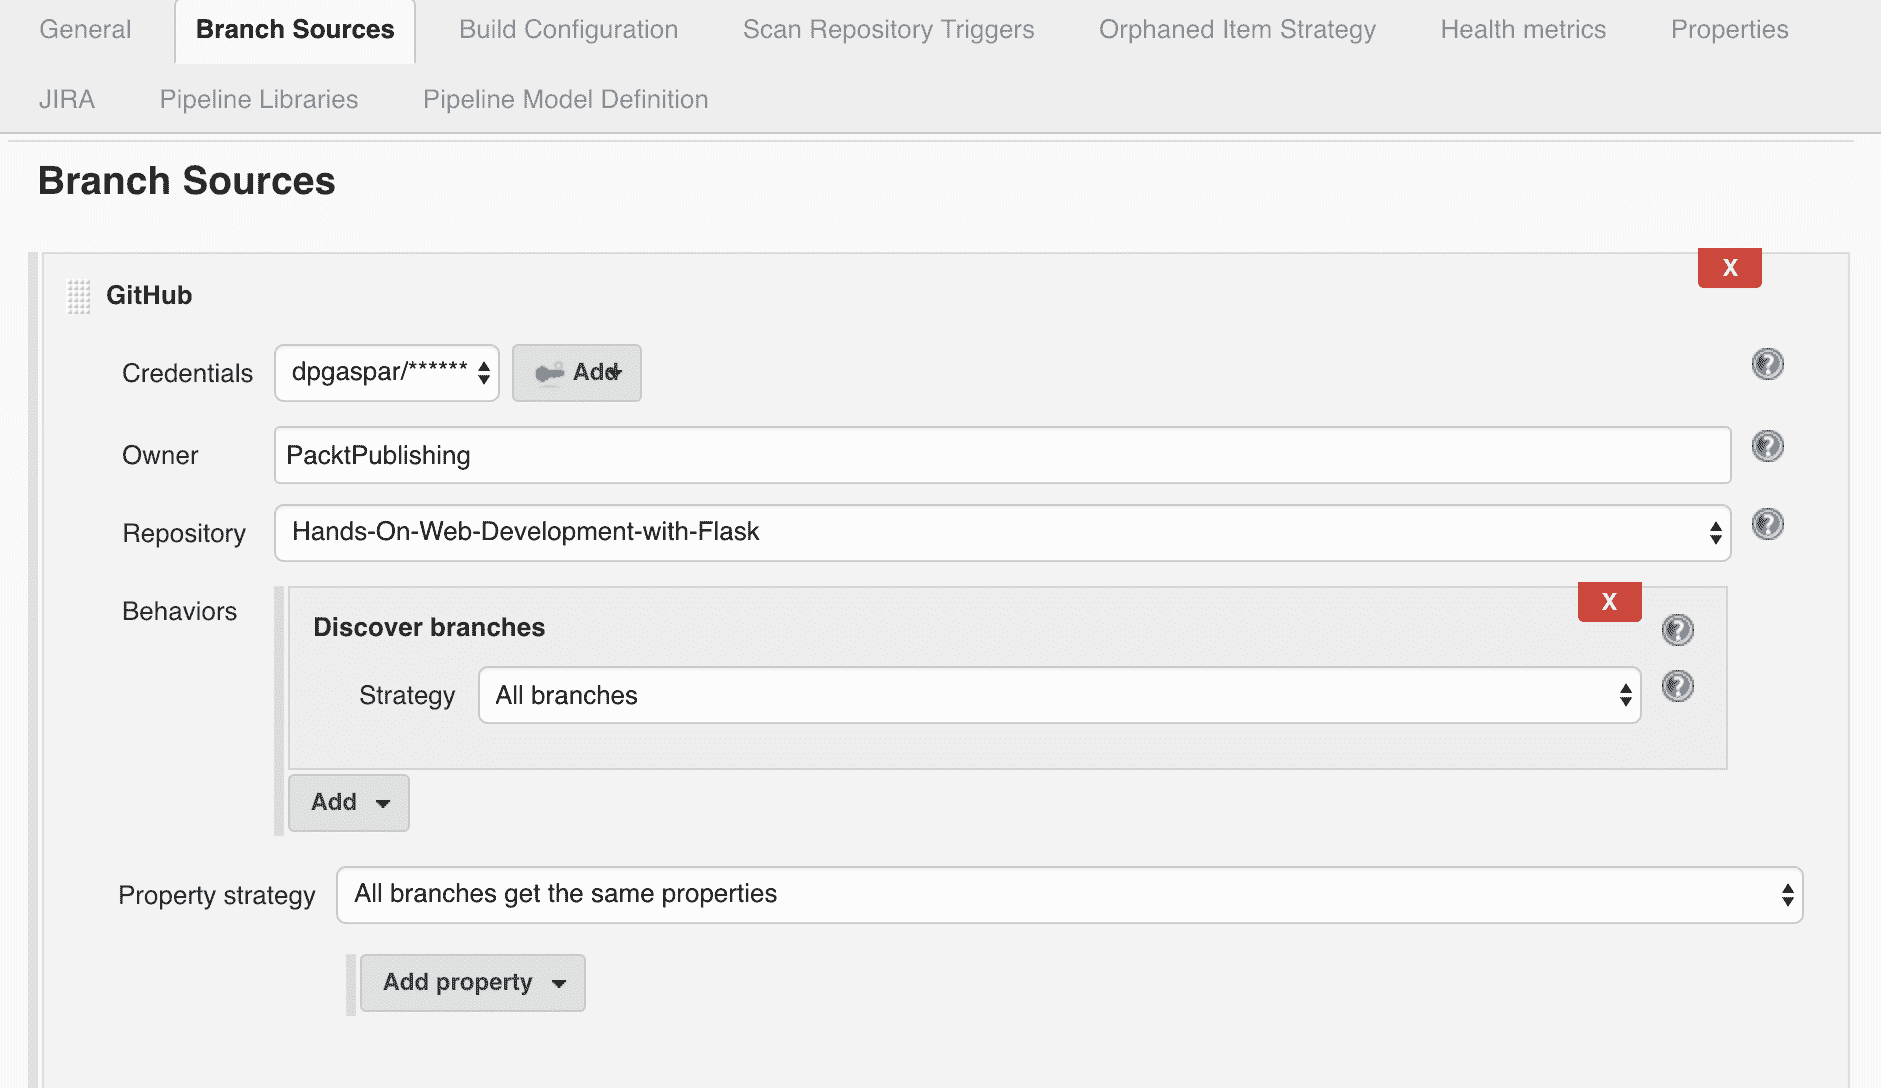 General Branch Sources Build Configuration Scan Repository Triggers Orphaned Item Strategy Health metrics Properties
JIRA Pipeline Libraries Pipeline Model Definition
Branch Sources
X
GitHub
Credentials dpgaspar/****** Add ?
Owner PacktPublishing ?
Repository Hands-On-Web-Development-with-Flask ?
X
Behaviors Discover branches ?
Strategy All branches ?
Add
Property strategy All branches get the same properties
Add property